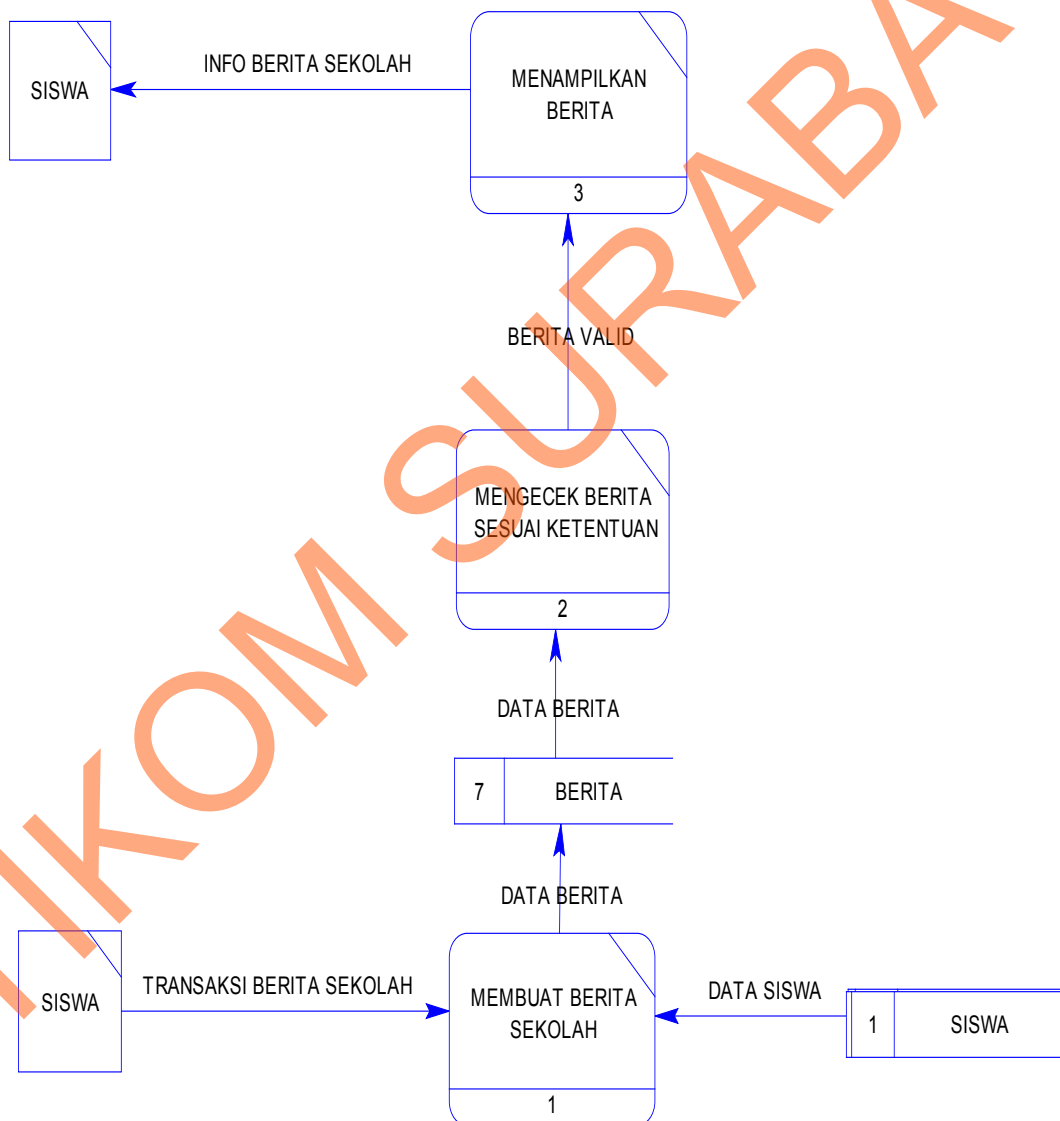 SISWA
INFO BERITA SEKOLAH
MENAMPILKAN
BERITA
3
BERITA VALID
MENGECEK BERITA
SESUAI KETENTUAN
2
DATA BERITA
7
BERITA
DATA BERITA
SISWA
TRANSAKSI BERITA SEKOLAH
MEMBUAT BERITA
SEKOLAH
1
DATA SISWA
1
SISWA
IKOM SURABA